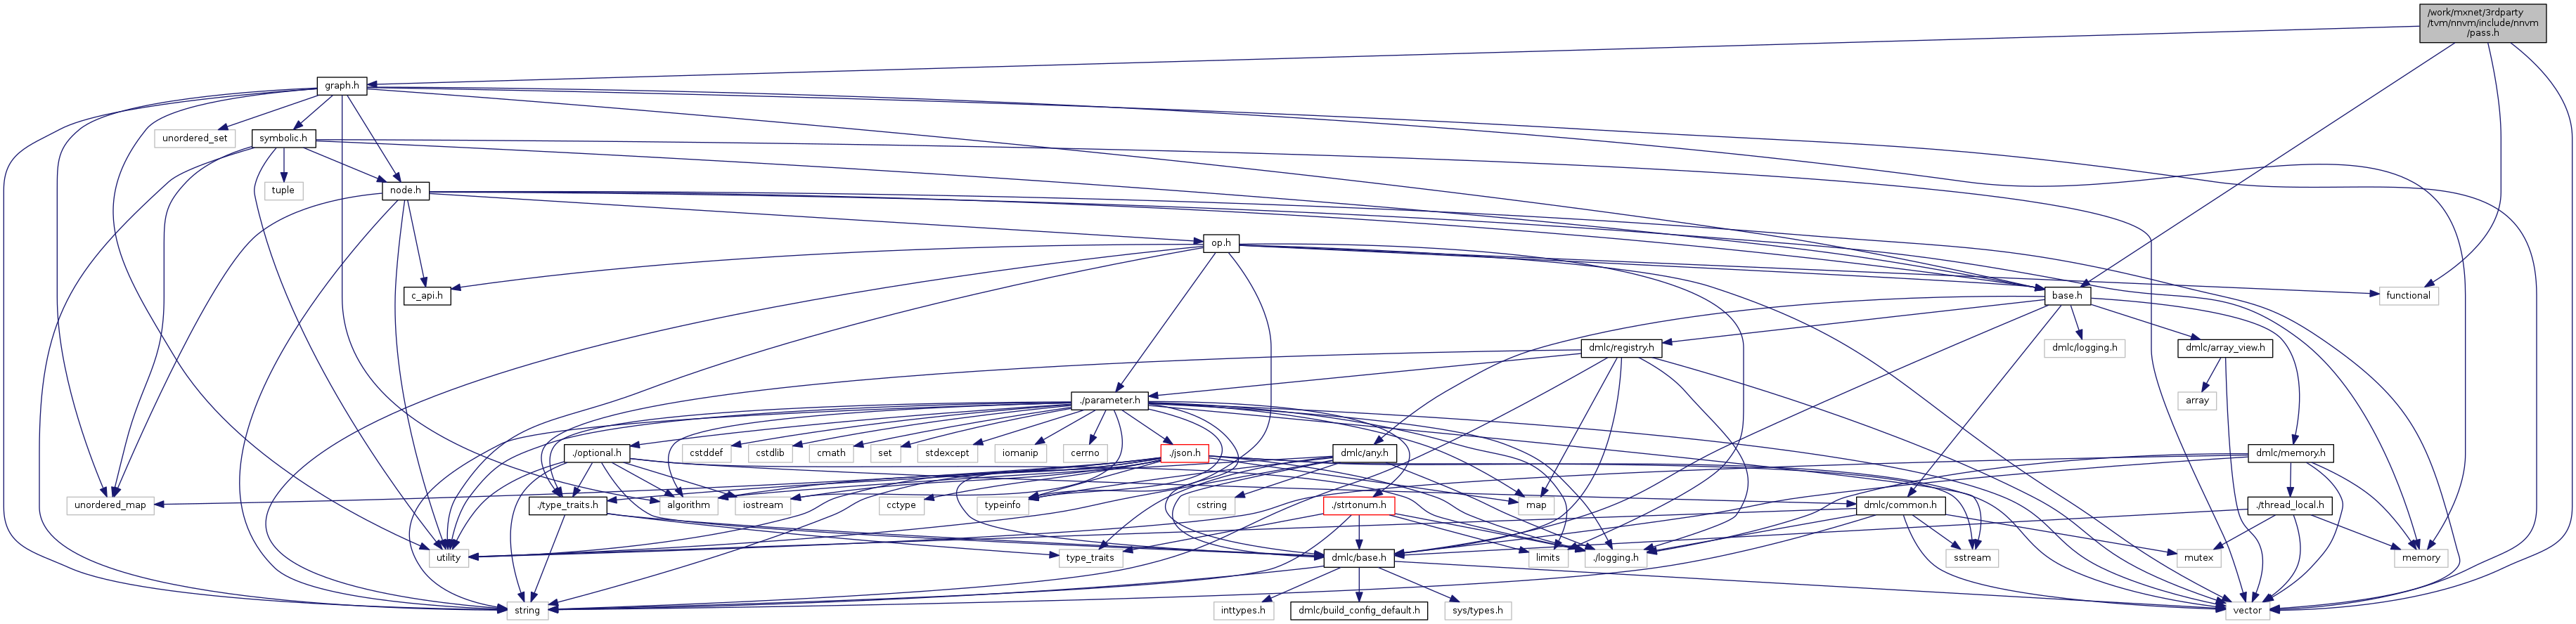 /work/mxnet/3rdparty
/tvm/nnvm/include/nnvm
/pass.h
graph.h
unordered_set
symbolic.h
tuple
node.h
op.h
c_api.h
base.h
functional
dmlc/registry.h
dmlc/logging.h
dmlc/array_view.h
./parameter.h
array
./optional.h
cstddef
cstdlib
cmath
set
stdexcept
iomanip
cerrno
./json.h
dmlc/any.h
dmlc/memory.h
unordered_map
./type_traits.h
algorithm
iostream
cctype
typeinfo
cstring
./strtonum.h
map
dmlc/common.h
./thread_local.h
utility
type_traits
dmlc/base.h
limits
./logging.h
sstream
mutex
memory
string
inttypes.h
dmlc/build_config_default.h
sys/types.h
vector